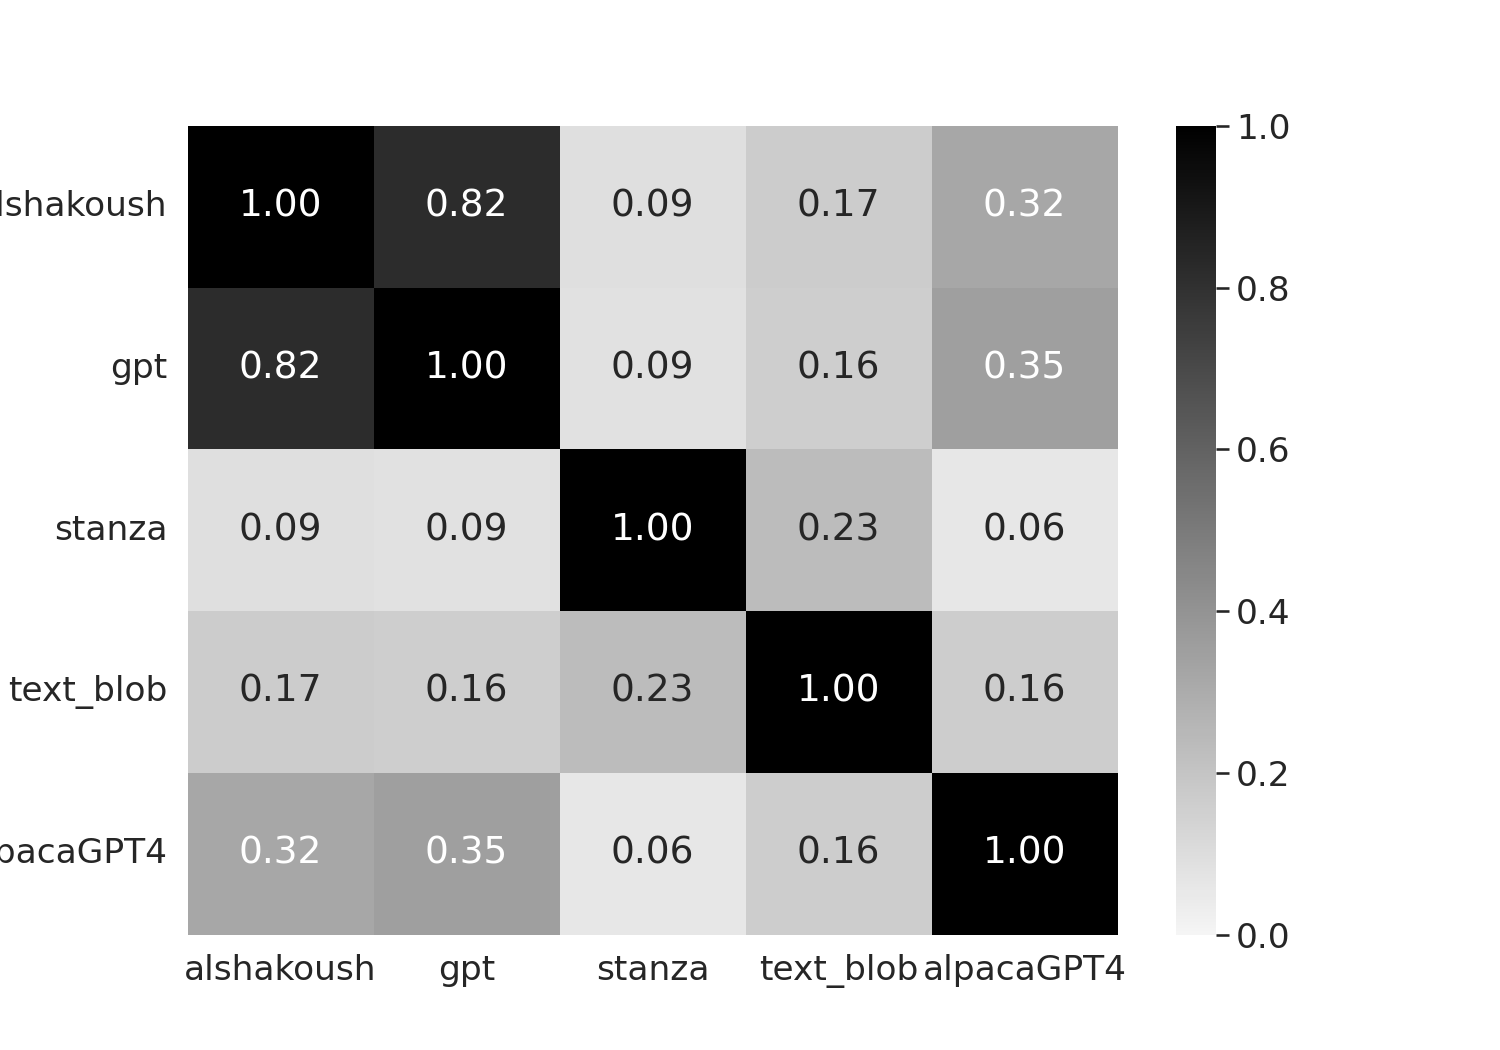 1.0
lshakoush 1.00 0.82 0.09 0.17 0.32
0.8
gpt 0.82 1.00 0.09 0.16 0.35
0.6
stanza 0.09 0.09 1.00 0.23 0.06
0.4
text_blob 0.17 0.16 0.23 1.00 0.16
0.2
pacaGPT4 0.32 0.35 0.06 0.16 1.00
0.0
alshakoush gpt stanza text_blob alpacaGPT4